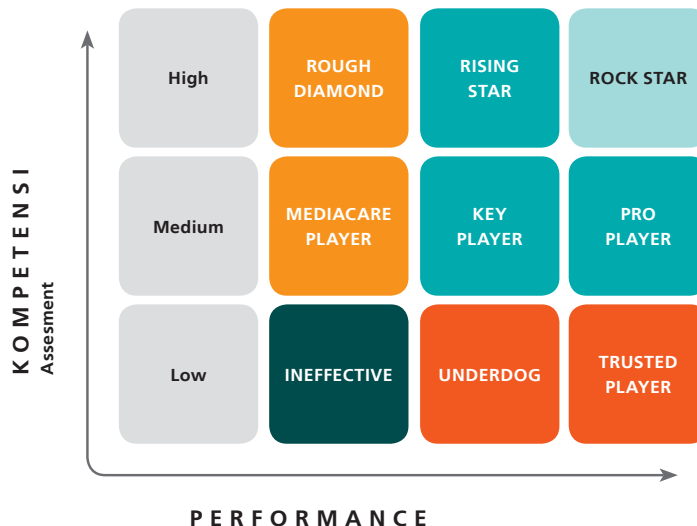 High
ROUGH
DIAMOND
RISING
STAR
ROCK STAR
KOMPETENSI
Assesment
Medium
MEDIACARE
PLAYER
KEY
PLAYER
PRO
PLAYER
Low
INEFFECTIVE
UNDERDOG
TRUSTED
PLAYER
PERFORMANCE